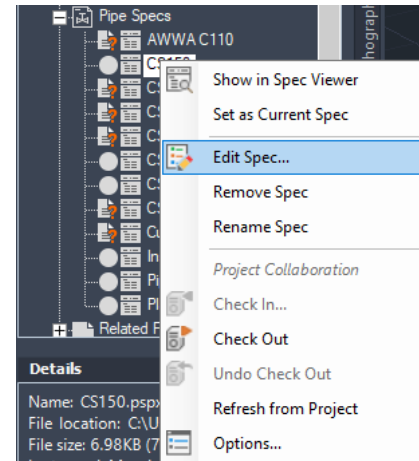 Pipe Specs
AWWA C110
CS150
Show in Spec Viewer
Set as Current Spec
Edit Spec...
Remove Spec
Rename Spec
Project Collaboration
Check In...
Check Out
Undo Check Out
Refresh from Project
Options...
Related F
Details
Name: CS150.pspx
File location: C:\U
File size: 6.98KB (7